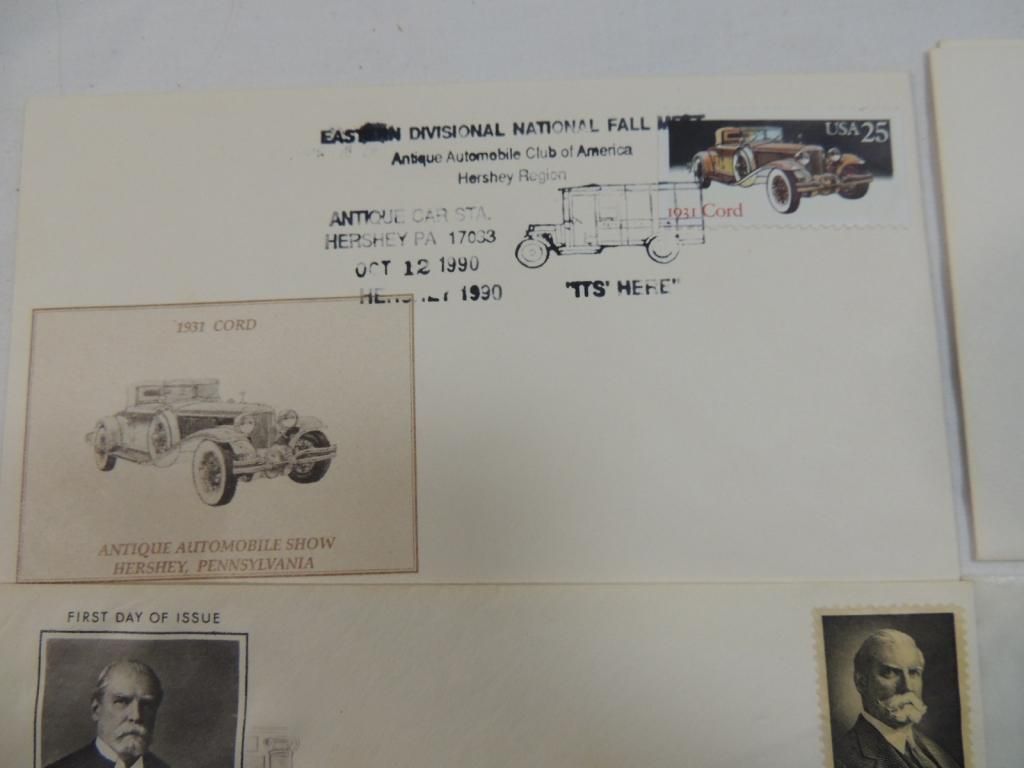 DIVISIONAL NATIONAL FALL
Antique Automobile Club of America
Hershey Region
USA 25
1931 Cord
ANTIQUE CAR STA.
HERSHEY PA 17033
OCT 12 1990
1990 "ITS' HERE"
1931 CORD
ANTIQUE AUTOMOBILE SHOW
HERSHEY, PENNSYLVANIA
FIRST DAY OF ISSUE